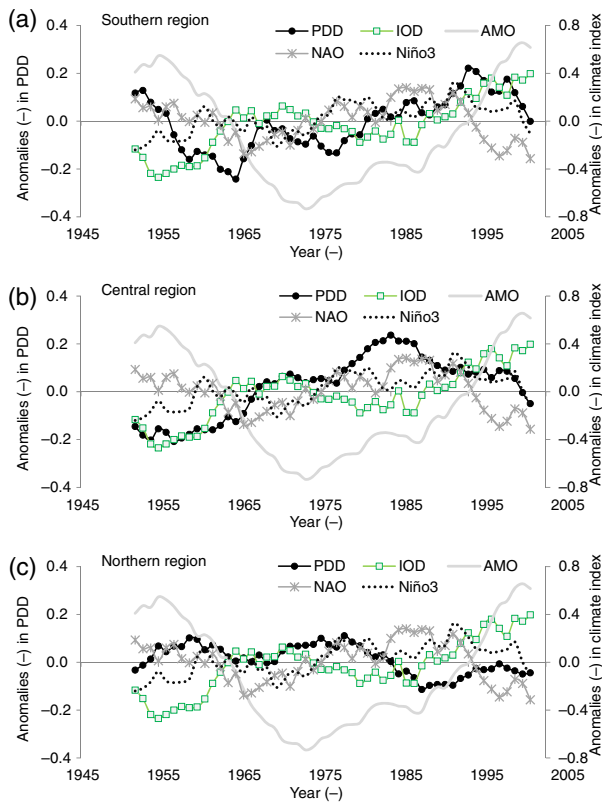 (a)
Southern region
PDD IOD AMO
NAO Niño3
Anomalies (−) in PDD
0.4
0.2
0.0
−0.2
−0.4
Anomalies (−) in climate index
0.8
0.4
0.0
−0.4
−0.8
1945 1955 1965 1975 1985 1995 2005
Year (−)
(b)
Central region
PDD IOD AMO
NAO Niño3
Anomalies (−) in PDD
0.4
0.2
0.0
−0.2
−0.4
Anomalies (−) in climate index
0.8
0.4
0.0
−0.4
−0.8
1945 1955 1965 1975 1985 1995 2005
Year (−)
(c)
Northern region
PDD IOD AMO
NAO Niño3
Anomalies (−) in PDD
0.4
0.2
0.0
−0.2
−0.4
Anomalies (−) in climate index
0.8
0.4
0.0
−0.4
−0.8
1945 1955 1965 1975 1985 1995 2005
Year (−)